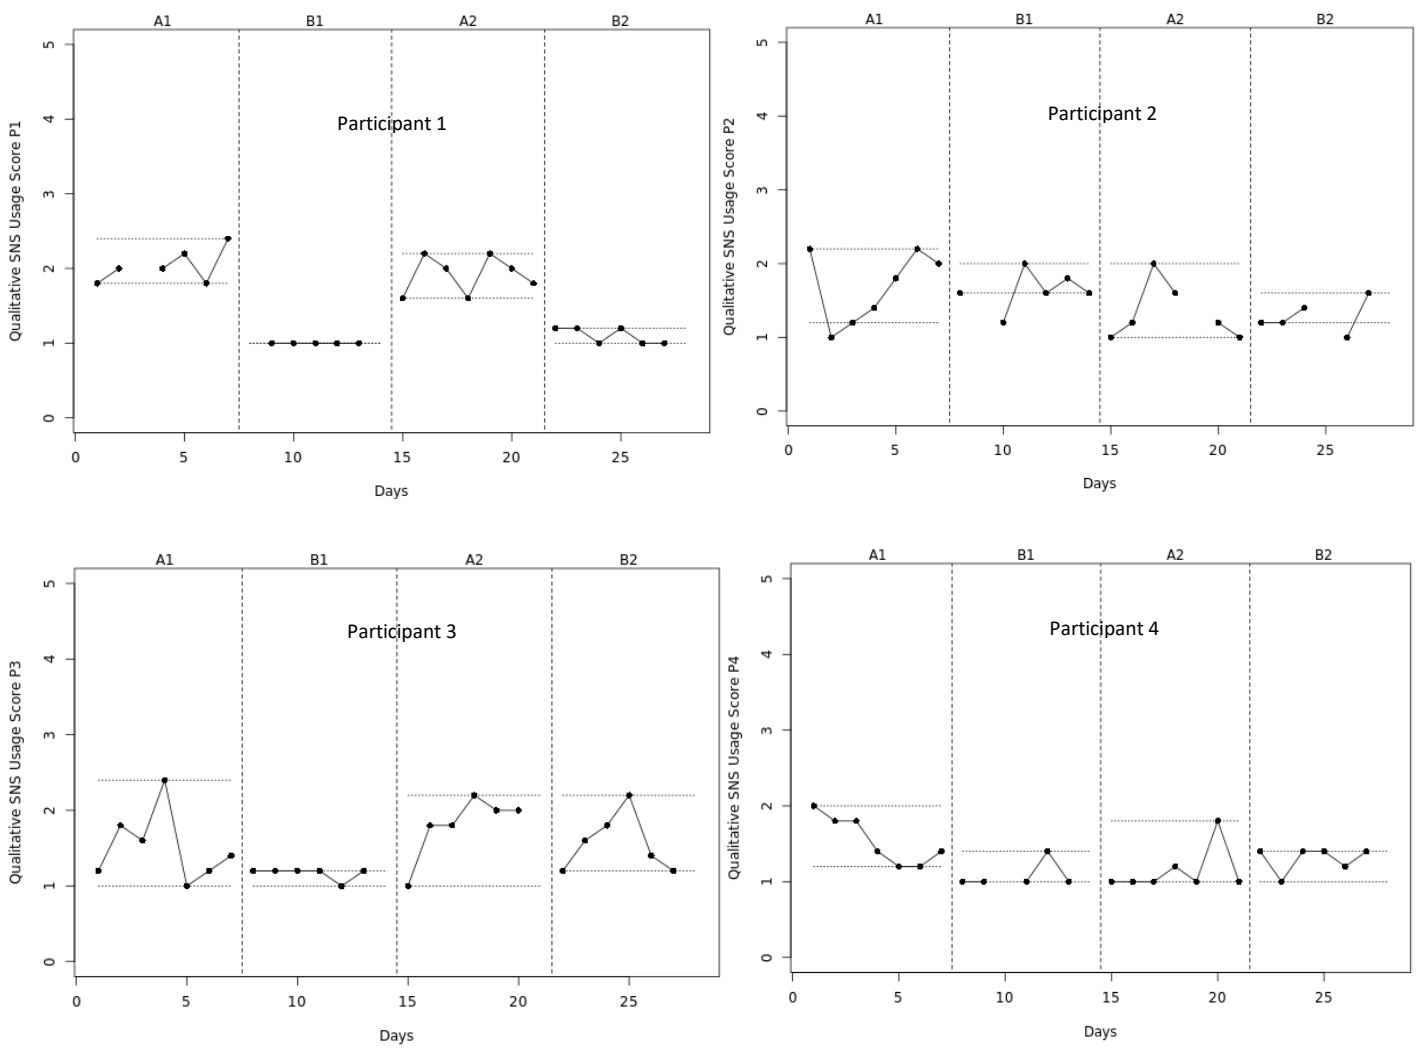 A1 B1 A2 B2
Participant 1
Qualitative SNS Usage Score P1
5
4
3
2
1
0
0 5 10 15 20 25
Days
A1 B1 A2 B2
Participant 2
Qualitative SNS Usage Score P2
5
4
3
2
1
0
0 5 10 15 20 25
Days
A1 B1 A2 B2
Participant 3
Qualitative SNS Usage Score P3
5
4
3
2
1
0
0 5 10 15 20 25
Days
A1 B1 A2 B2
Participant 4
Qualitative SNS Usage Score P4
5
4
3
2
1
0
0 5 10 15 20 25
Days